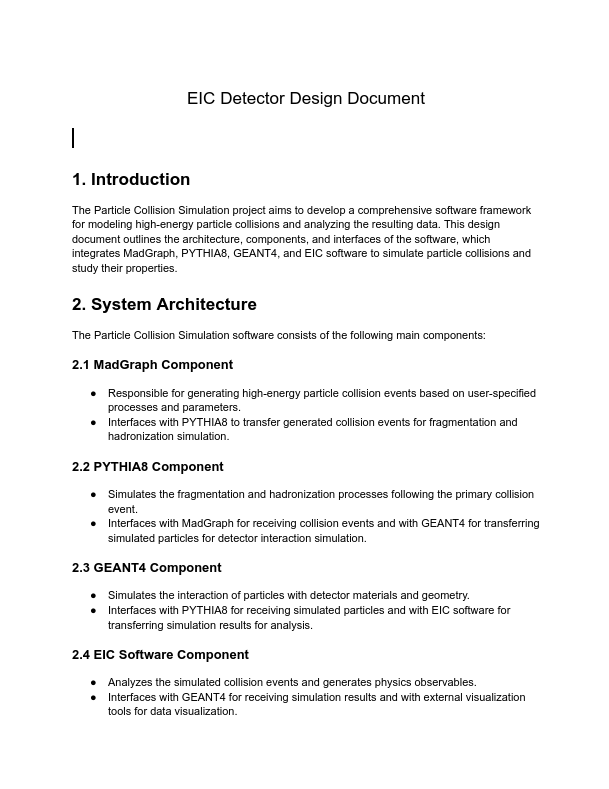 EIC Detector Design Document
1. Introduction
The Particle Collision Simulation project aims to develop a comprehensive software framework
for modeling high-energy particle collisions and analyzing the resulting data. This design
document outlines the architecture, components, and interfaces of the software, which
integrates MadGraph, PYTHIA8, GEANT4, and EIC software to simulate particle collisions and
study their properties.
2. System Architecture
The Particle Collision Simulation software consists of the following main components:
2.1 MadGraph Component
● Responsible for generating high-energy particle collision events based on user-specified
processes and parameters.
● Interfaces with PYTHIA8 to transfer generated collision events for fragmentation and
hadronization simulation.
2.2 PYTHIA8 Component
● Simulates the fragmentation and hadronization processes following the primary collision
event.
● Interfaces with MadGraph for receiving collision events and with GEANT4 for transferring
simulated particles for detector interaction simulation.
2.3 GEANT4 Component
● Simulates the interaction of particles with detector materials and geometry.
● Interfaces with PYTHIA8 for receiving simulated particles and with EIC software for
transferring simulation results for analysis.
2.4 EIC Software Component
● Analyzes the simulated collision events and generates physics observables.
● Interfaces with GEANT4 for receiving simulation results and with external visualization
tools for data visualization.